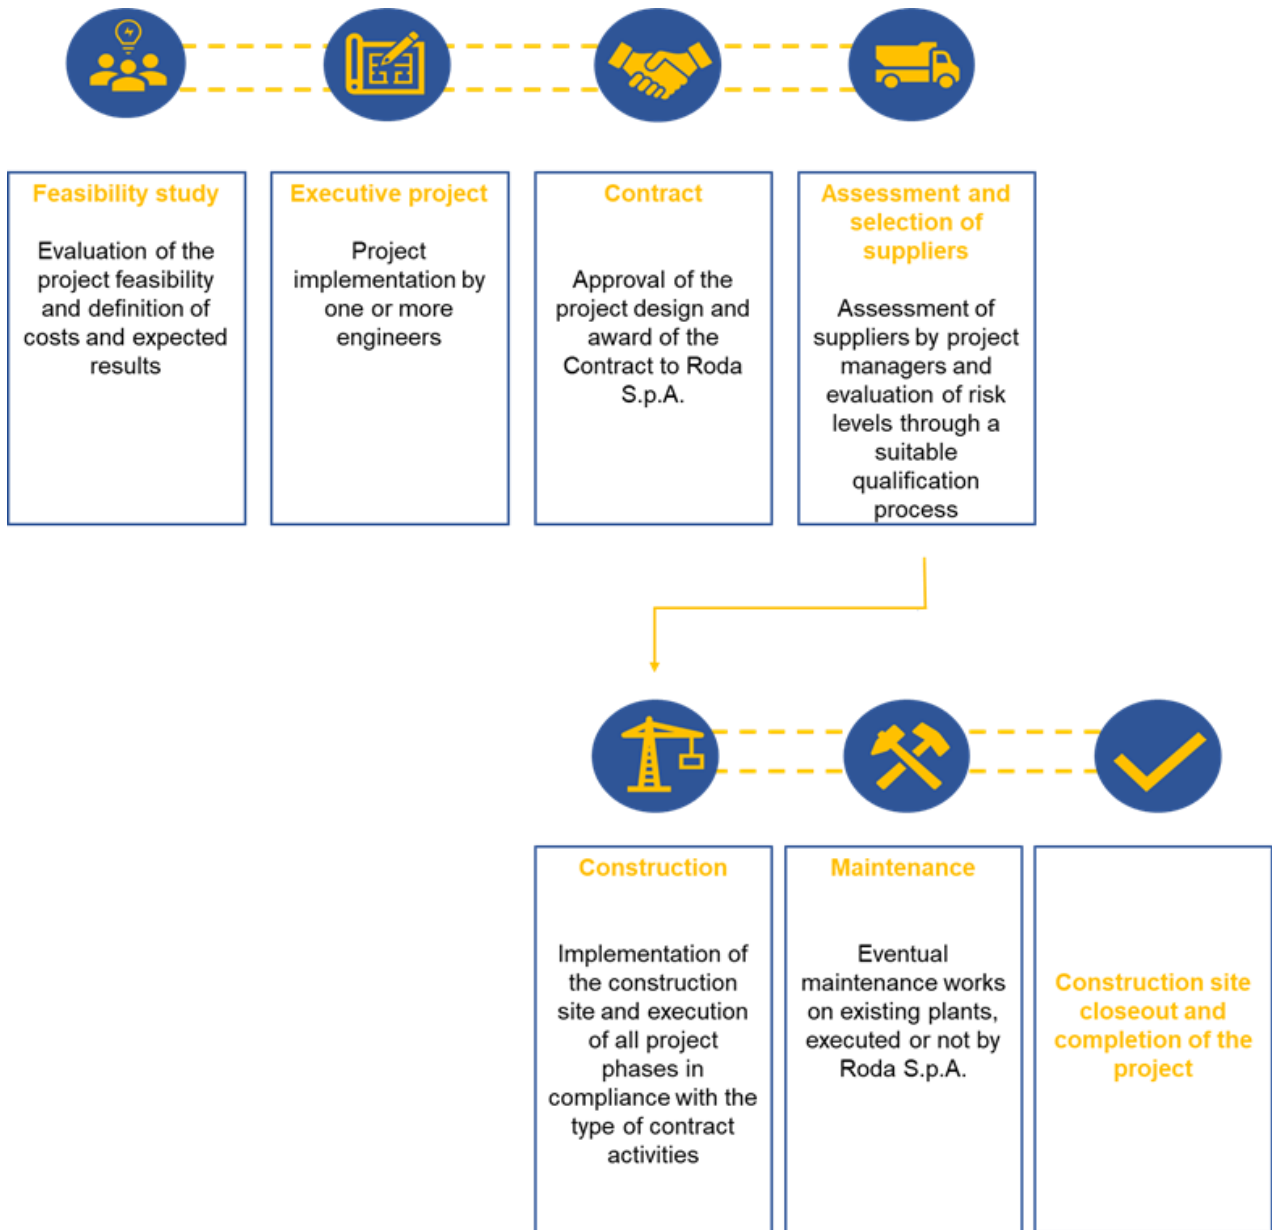 Feasibility study
Evaluation of the
project feasibility
and definition of
costs and expected
results
Executive project
Project
implementation by
one or more
engineers
Contract
Approval of the
project design and
award of the
Contract to Roda
S.p.A.
Assessment and
selection of
suppliers
Assessment of
suppliers by project
managers and
evaluation of risk
levels through a
suitable
qualification
process
Construction
Implementation of
the construction
site and execution
of all project
phases in
compliance with the
type of contract
activities
Maintenance
Eventual
maintenance works
on existing plants,
executed or not by
Roda S.p.A.
Construction site
closeout and
completion of the
project